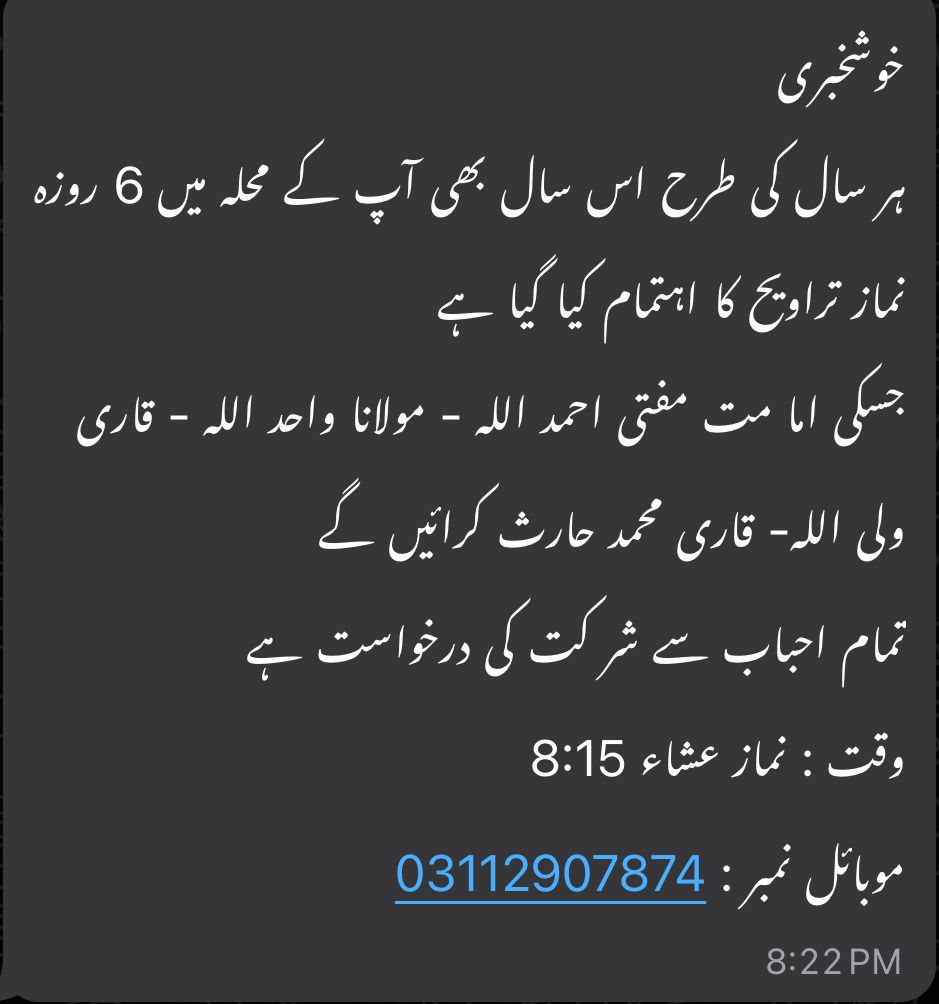 خوشخبری
ہر سال کی طرح اس سال بھی آپ کے محلہ میں 6 روزہ
نماز تراویح کا اہتمام کیا گیا ہے
جسکی اما مت مفتی احمد اللہ - مولانا واحد اللہ - قاری
ولی اللہ- قاری محمد حارث کرائیں گے
تمام احباب سے شرکت کی درخواست ہے
وقت : نماز عشاء 8:15
موبائل نمبر : 03112907874
8:22 PM